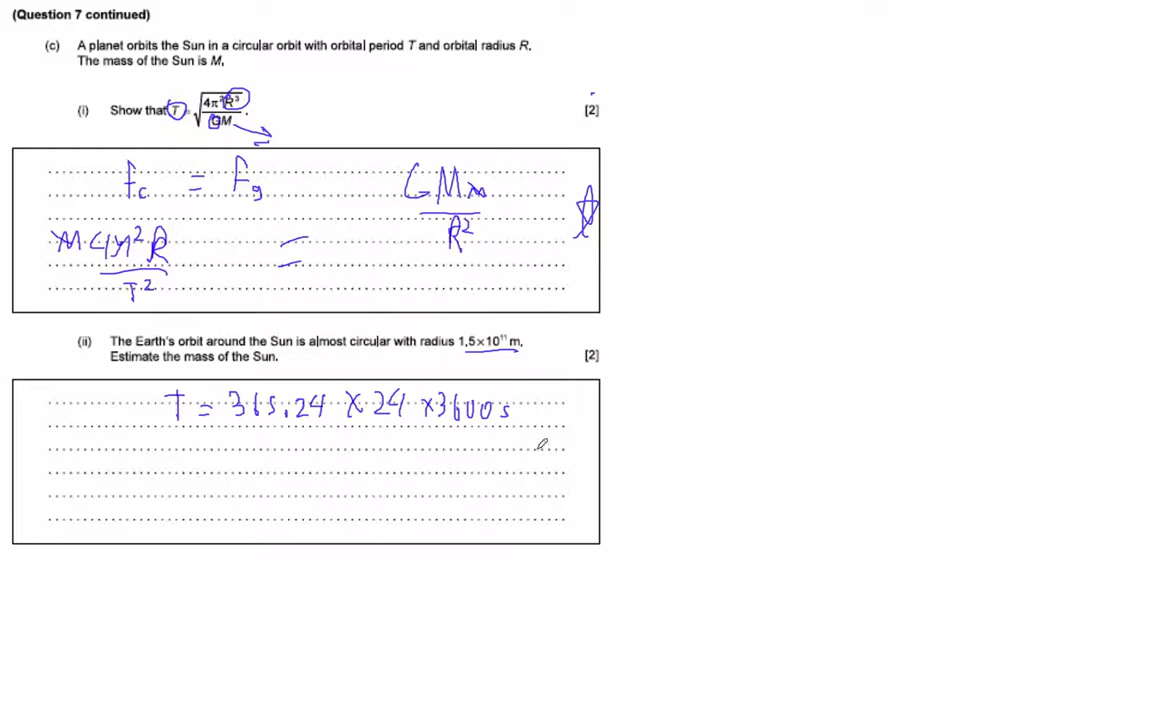 (Question 7 continued)
(c) A planet orbits the Sun in a circular orbit with orbital period T and orbital radius R.
The mass of the Sun is M.
(i) Show that T = √(4π²R³/GM). [2]
fc = Fg
m4π²R/T² = GMm/R²
(ii) The Earth's orbit around the Sun is almost circular with radius 1.5×10¹¹ m.
Estimate the mass of the Sun. [2]
T = 365.24 × 24 × 3600 s